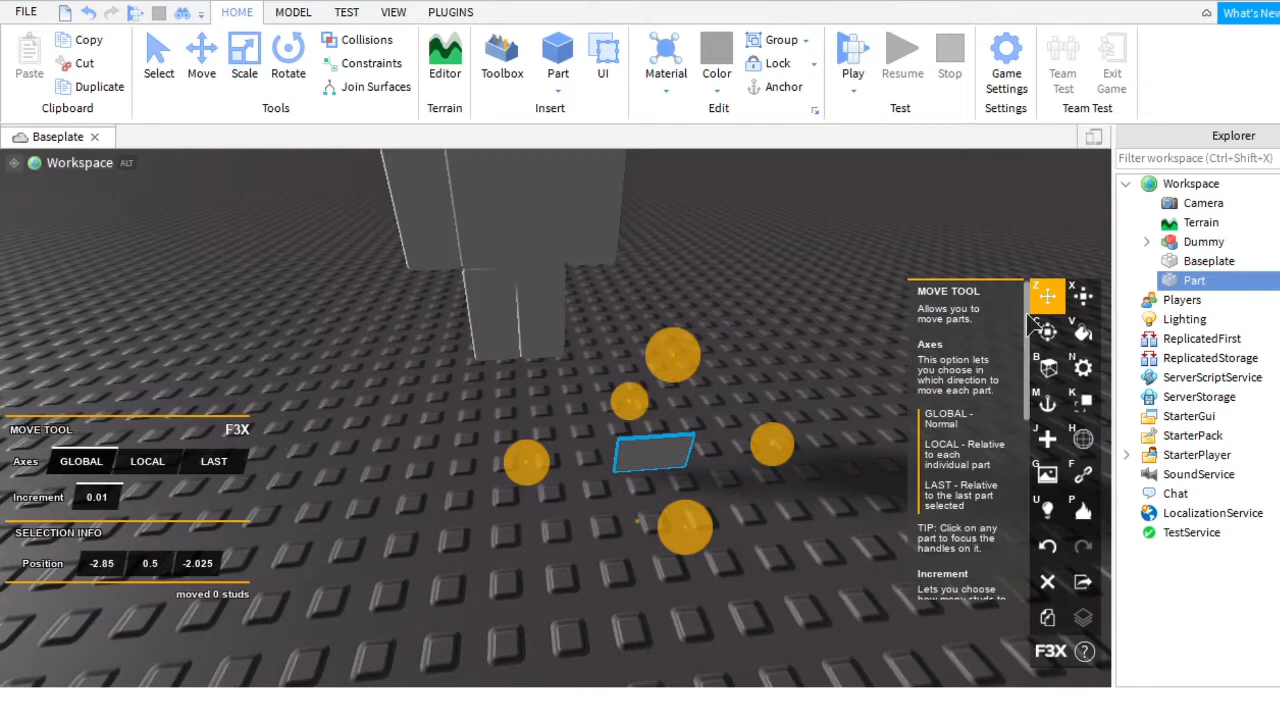 FILE HOME MODEL TEST VIEW PLUGINS What's New
Paste Copy Cut Duplicate Clipboard
Select Move Scale Rotate Collisions Constraints Join Surfaces Tools
Editor Terrain
Toolbox Part UI Insert
Material Color Group Lock Anchor Edit
Play Resume Stop Test
Game Settings Settings
Team Test Exit Game Team Test
Baseplate
Workspace ALT
MOVE TOOL F3X
Axes GLOBAL LOCAL LAST
Increment 0.01
SELECTION INFO
Position -2.85 0.5 -2.025
moved 0 studs
MOVE TOOL
Allows you to
move parts.
Axes
This option lets
you choose in
which direction to
move each part.
GLOBAL -
Normal
LOCAL - Relative
to each
individual part
LAST - Relative
to the last part
selected
TIP: Click on any
part to focus the
handles on it.
Increment
Lets you choose
how many studs to
Z X
C V
B N
M K
J H
G F
U P
F3X ?
Explorer
Filter workspace (Ctrl+Shift+X)
Workspace
Camera
Terrain
Dummy
Baseplate
Part
Players
Lighting
ReplicatedFirst
ReplicatedStorage
ServerScriptService
ServerStorage
StarterGui
StarterPack
StarterPlayer
SoundService
Chat
LocalizationService
TestService